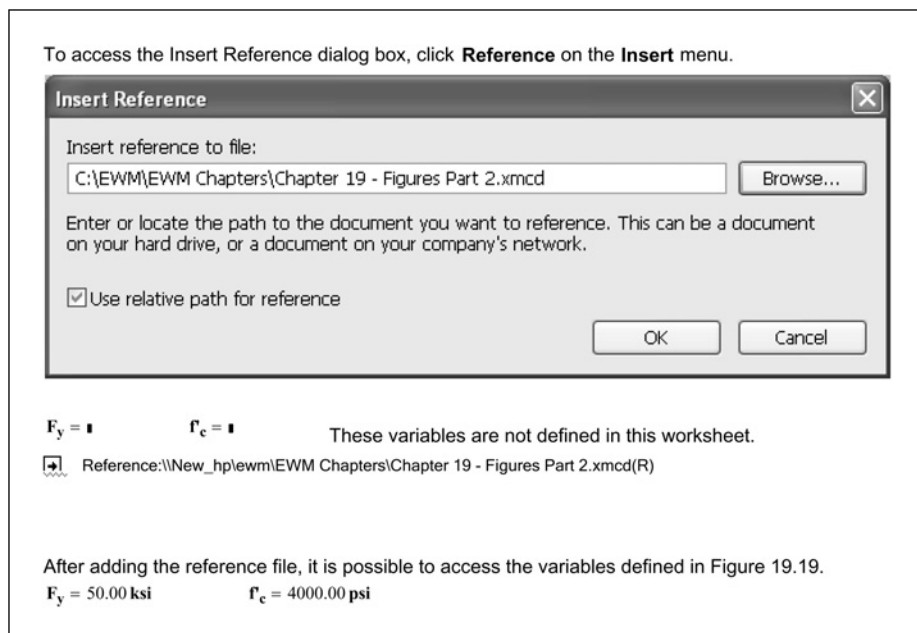 To access the Insert Reference dialog box, click Reference on the Insert menu.
Insert Reference
Insert reference to file:
C:\EWM\EWM Chapters\Chapter 19 - Figures Part 2.xmcd Browse...
Enter or locate the path to the document you want to reference. This can be a document
on your hard drive, or a document on your company's network.
Use relative path for reference
OK Cancel
F_y = ▮ f'_c = ▮ These variables are not defined in this worksheet.
Reference:\\New_hp\ewm\EWM Chapters\Chapter 19 - Figures Part 2.xmcd(R)
After adding the reference file, it is possible to access the variables defined in Figure 19.19.
F_y = 50.00 ksi f'_c = 4000.00 psi